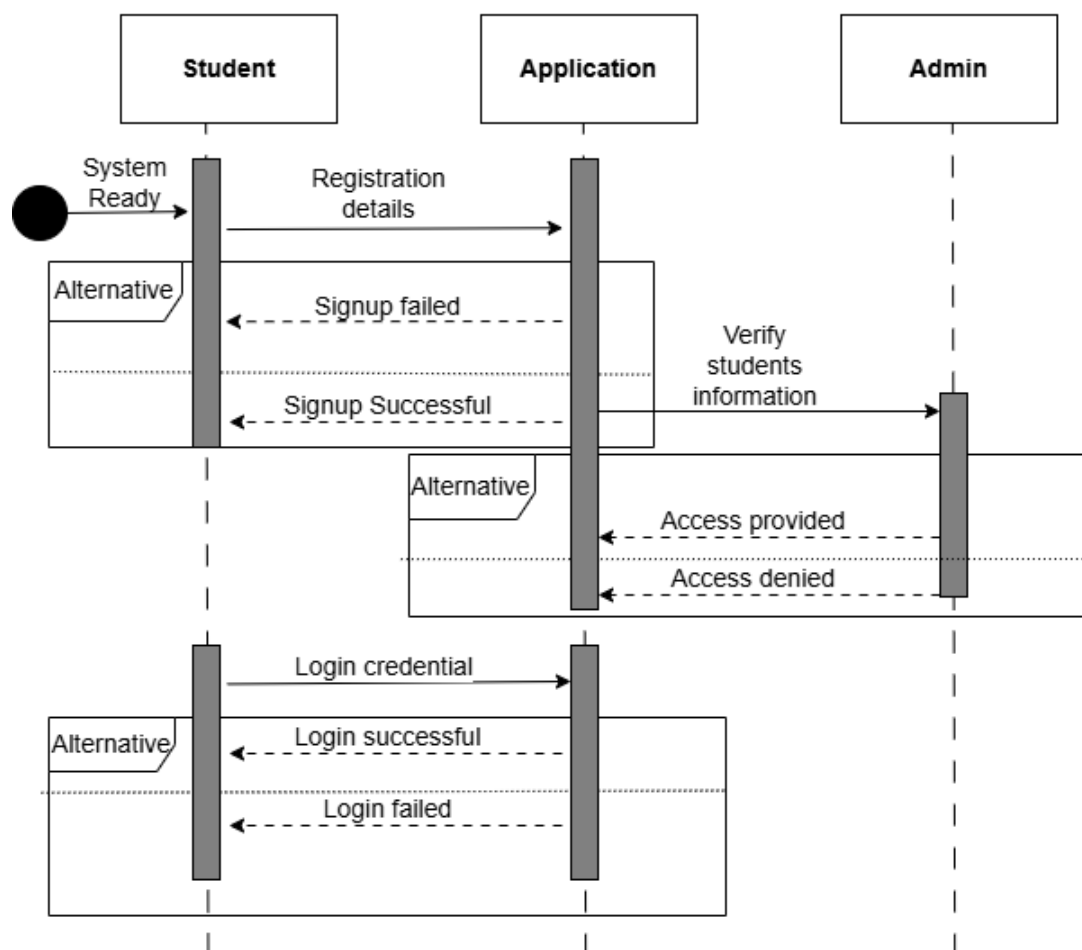 Student
Application
Admin
System
Ready
Registration
details
Alternative
Signup failed
Verify
students
information
Signup Successful
Alternative
Access provided
Access denied
Login credential
Alternative
Login successful
Login failed